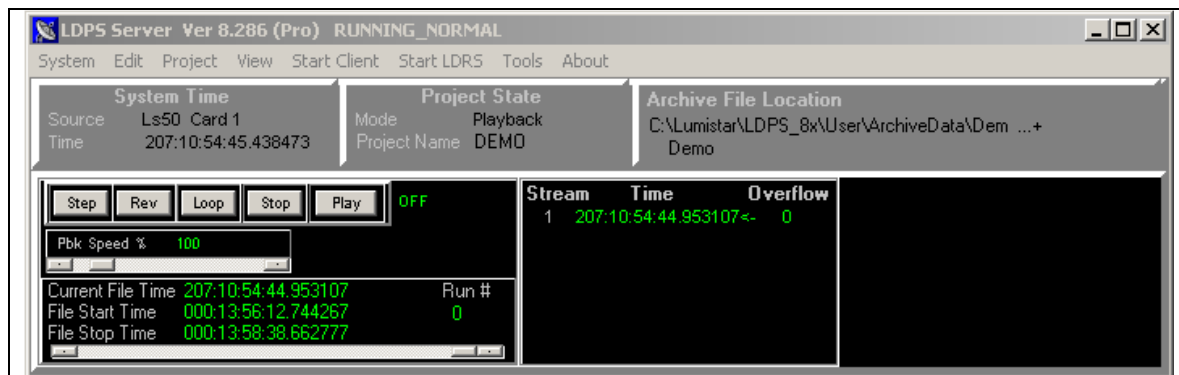 LDPS Server Ver 8.286 (Pro) RUNNING_NORMAL
System Edit Project View Start Client Start LDRS Tools About
System Time
Source Ls50 Card 1
Time 207:10:54:45.438473
Project State
Mode Playback
Project Name DEMO
Archive File Location
C:\Lumistar\LDPS_8x\User\ArchiveData\Dem ...+
Demo
Step Rev Loop Stop Play OFF
Pbk Speed % 100
Current File Time 207:10:54:44.953107 Run #
File Start Time 000:13:56:12.744267 0
File Stop Time 000:13:58:38.662777
Stream Time Overflow
1 207:10:54:44.953107<- 0